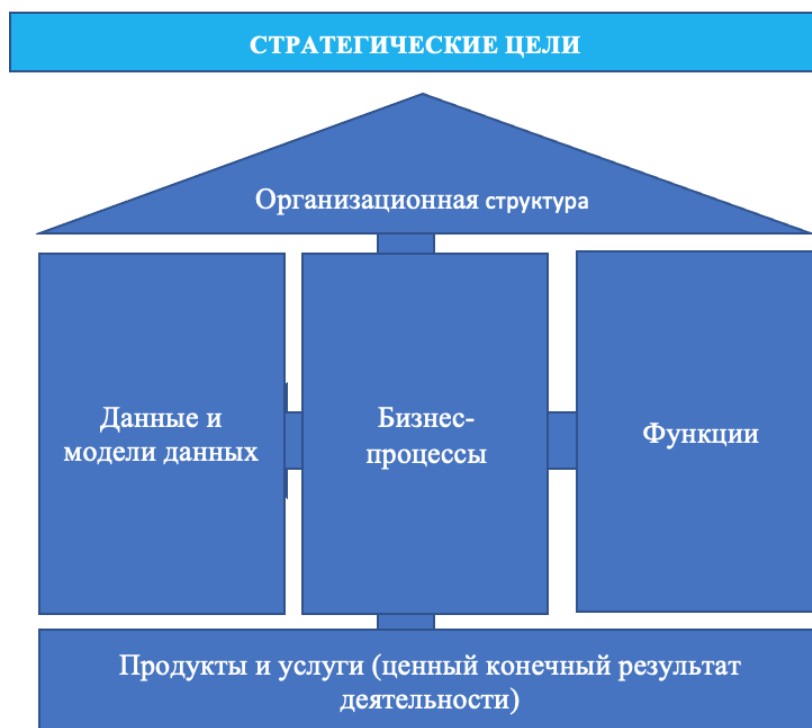 СТРАТЕГИЧЕСКИЕ ЦЕЛИ
Организационная структура
Данные и
модели данных
Бизнес-
процессы
Функции
Продукты и услуги (ценный конечный результат
деятельности)